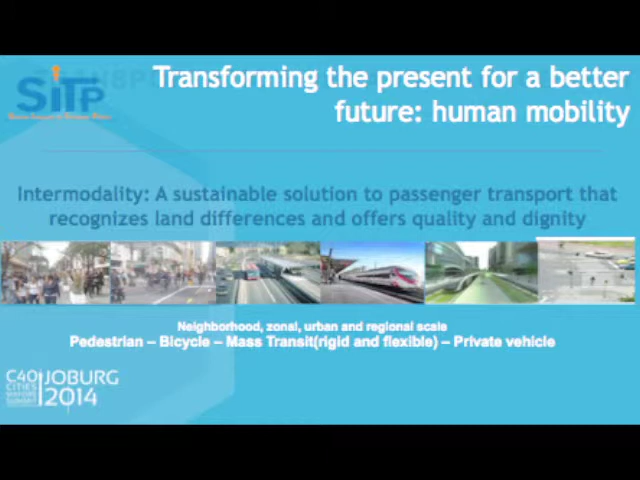 SiTP
Transforming the present for a better
future: human mobility
Intermodality: A sustainable solution to passenger transport that
recognizes land differences and offers quality and dignity
Neighborhood, zonal, urban and regional scale
Pedestrian – Bicycle – Mass Transit(rigid and flexible) – Private vehicle
C40 JOBURG
CITIES
MAYORS
SUMMIT 2014